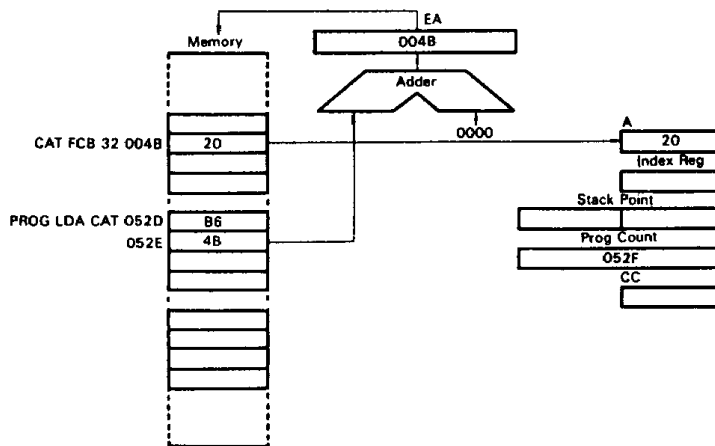 EA
Memory
004B
Adder
0000
A
CAT FCB 32 004B 20
20
Index Reg
Stack Point
PROG LDA CAT 052D B6
052E 4B
Prog Count
052F
CC